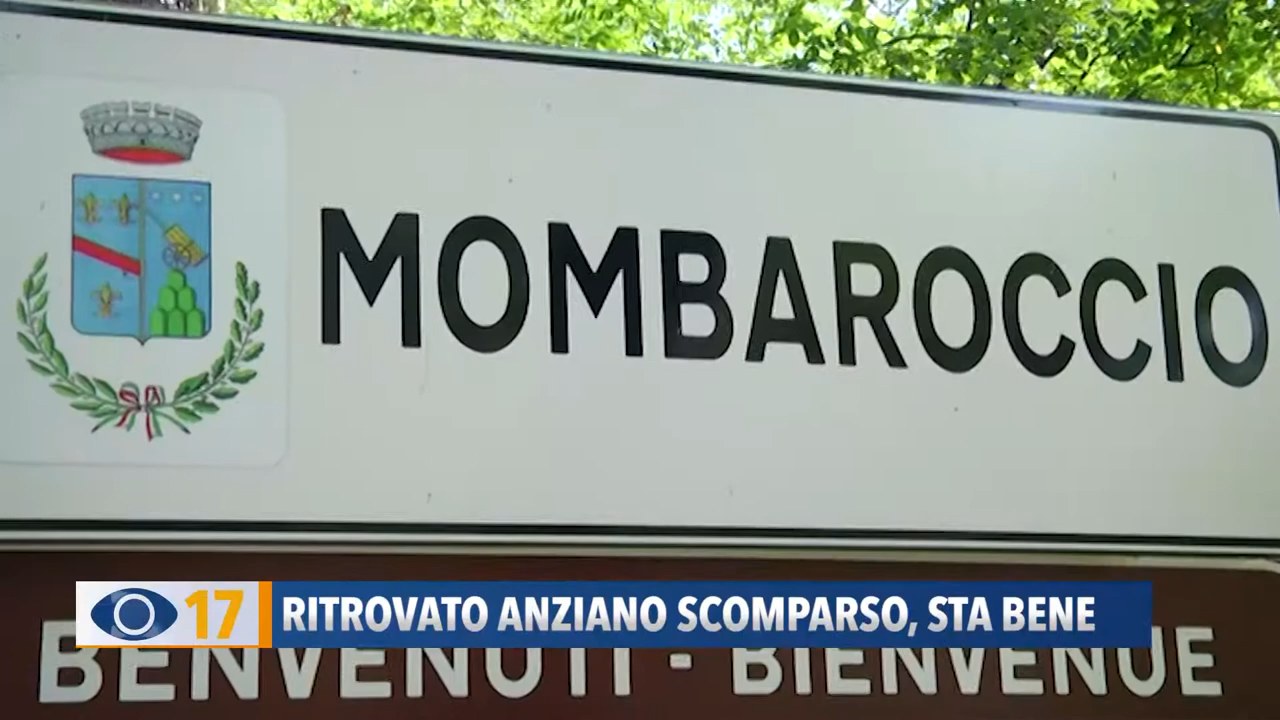 MOMBAROCCIO
17 RITROVATO ANZIANO SCOMPARSO, STA BENE
BENVENUTI - BIENVENUE